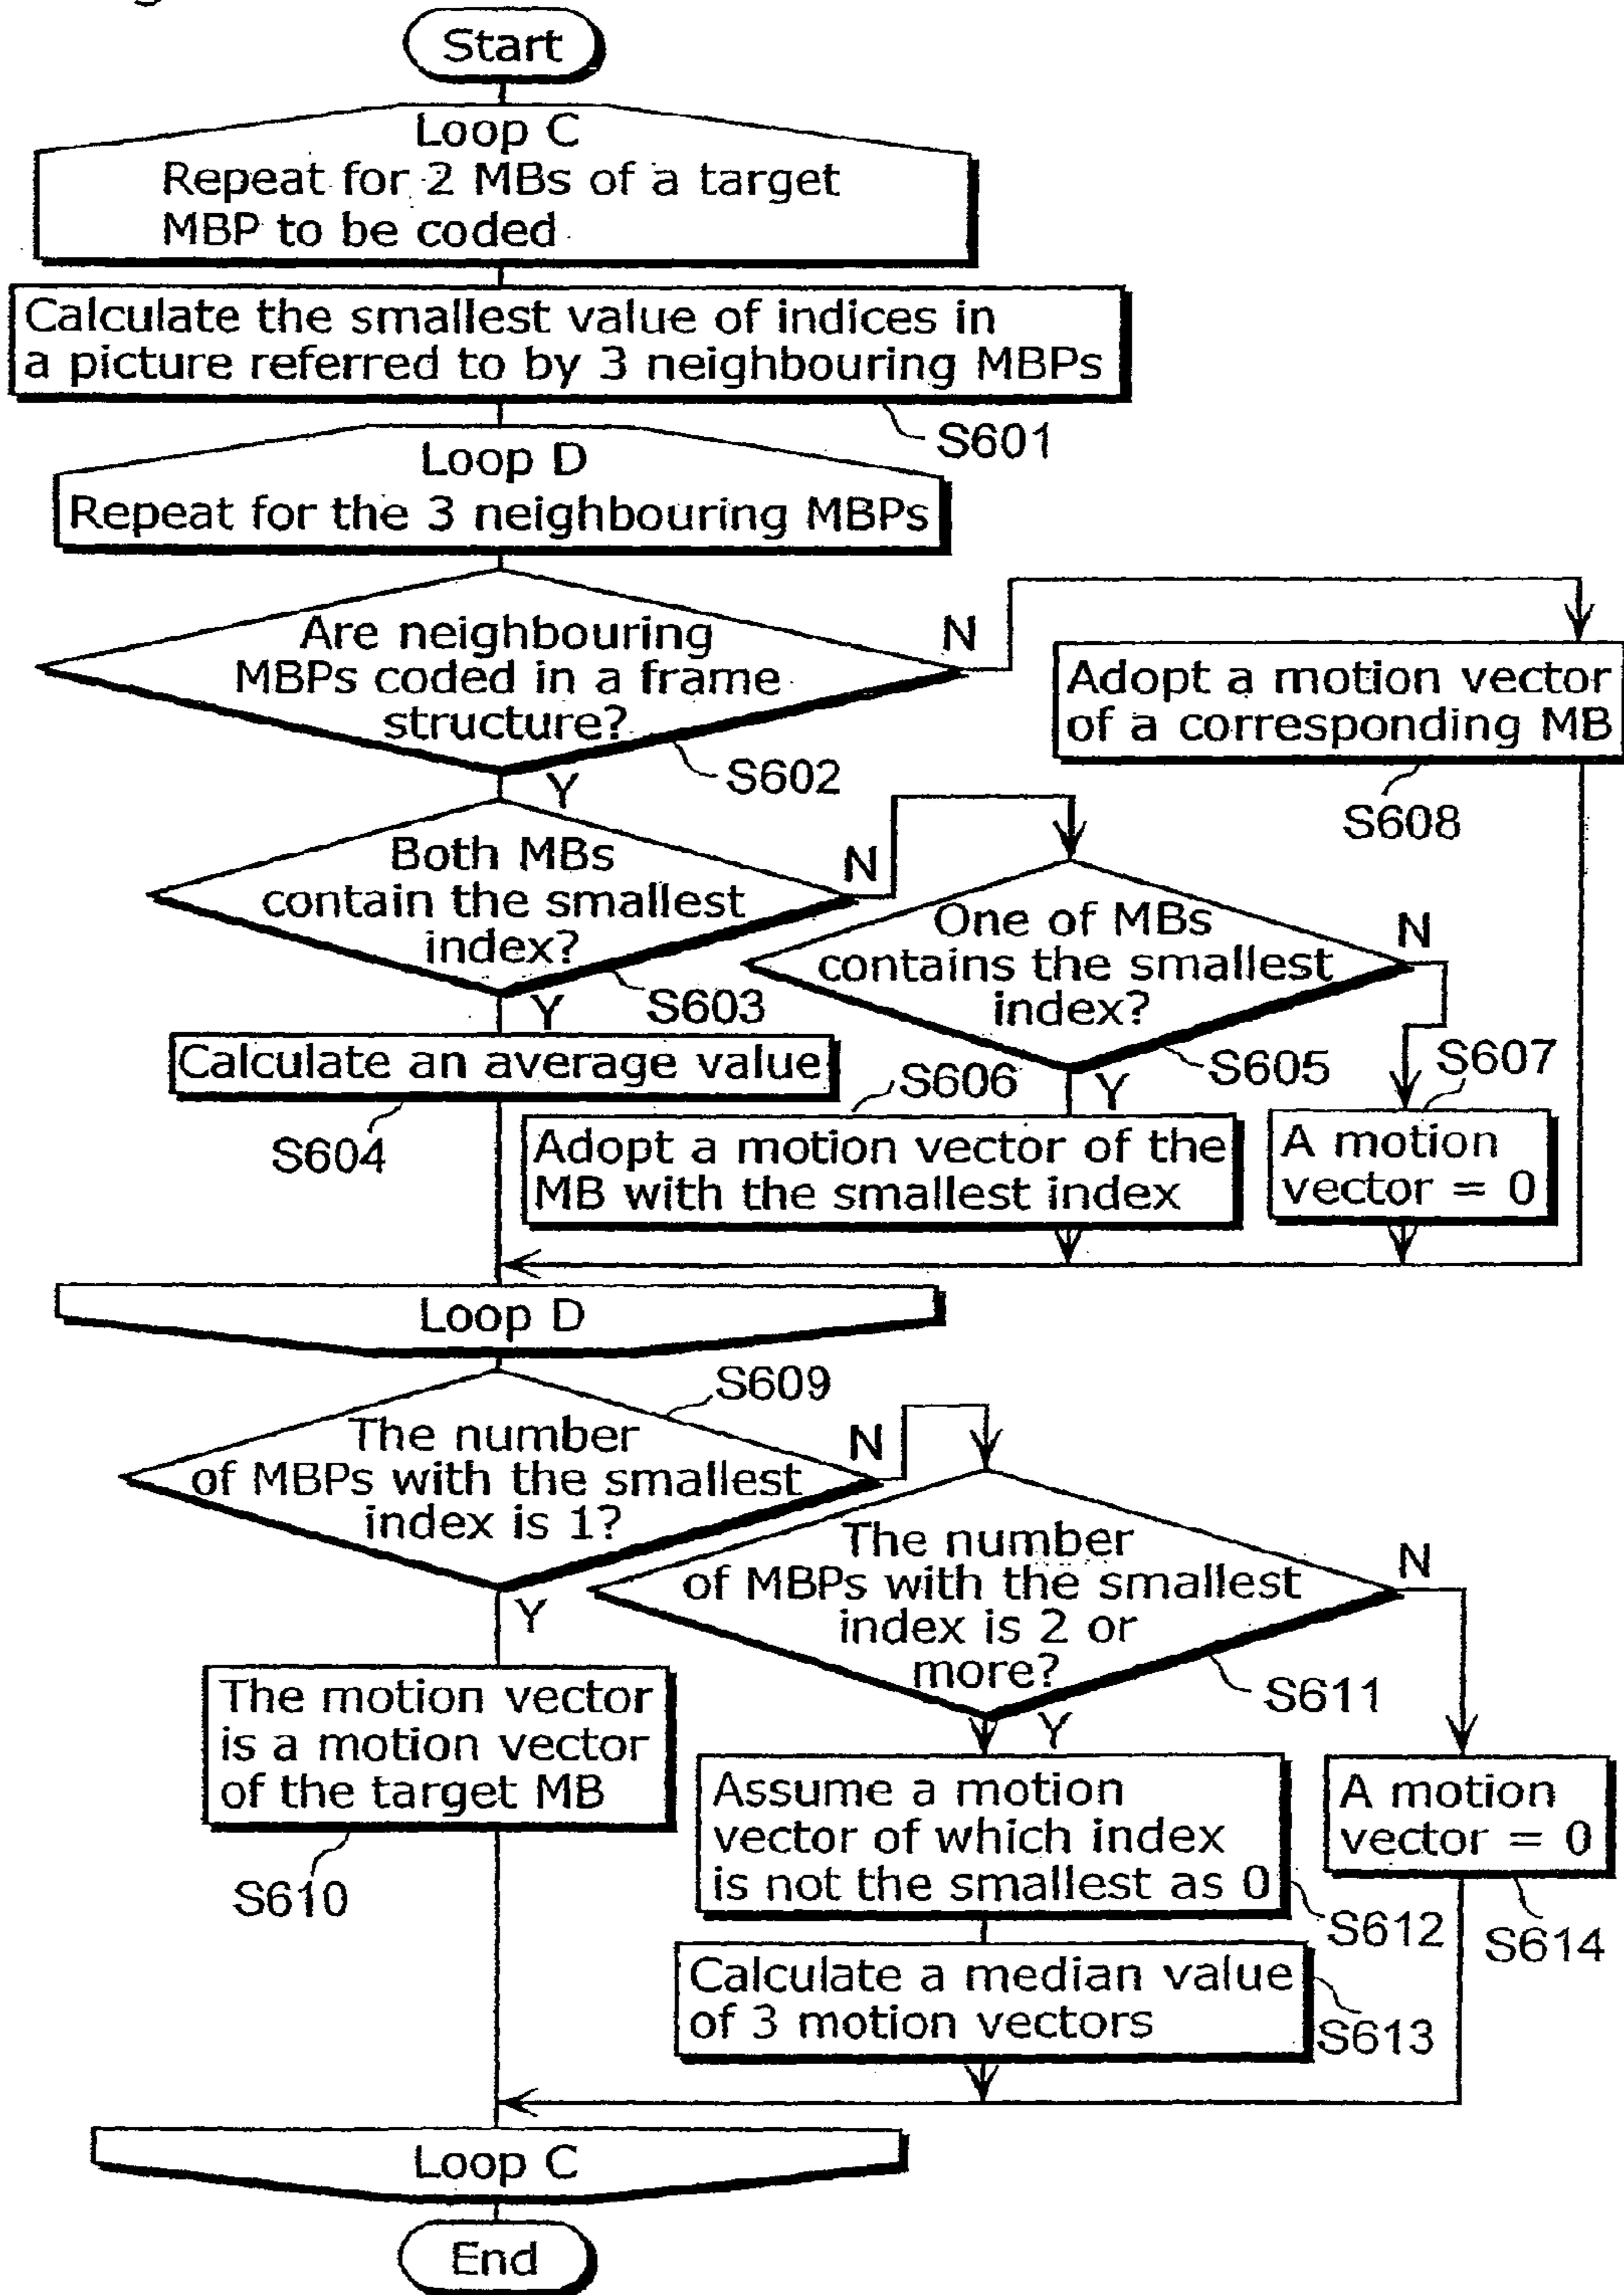 Start
Loop C
Repeat for 2 MBs of a target
MBP to be coded
Calculate the smallest value of indices in
a picture referred to by 3 neighbouring MBPs
S601
Loop D
Repeat for the 3 neighbouring MBPs
Are neighbouring
MBPs coded in a frame
structure?
N
Y
S602
Adopt a motion vector
of a corresponding MB
S608
Both MBs
contain the smallest
index?
N
Y
S603
One of MBs
contains the smallest
index?
N
Y
S605
Calculate an average value
S604
S606
Adopt a motion vector of the
MB with the smallest index
S607
A motion
vector = 0
Loop D
S609
The number
of MBPs with the smallest
index is 1?
N
Y
The number
of MBPs with the smallest
index is 2 or
more?
N
Y
S611
The motion vector
is a motion vector
of the target MB
S610
Assume a motion
vector of which index
is not the smallest as 0
S612
A motion
vector = 0
S614
Calculate a median value
of 3 motion vectors
S613
Loop C
End